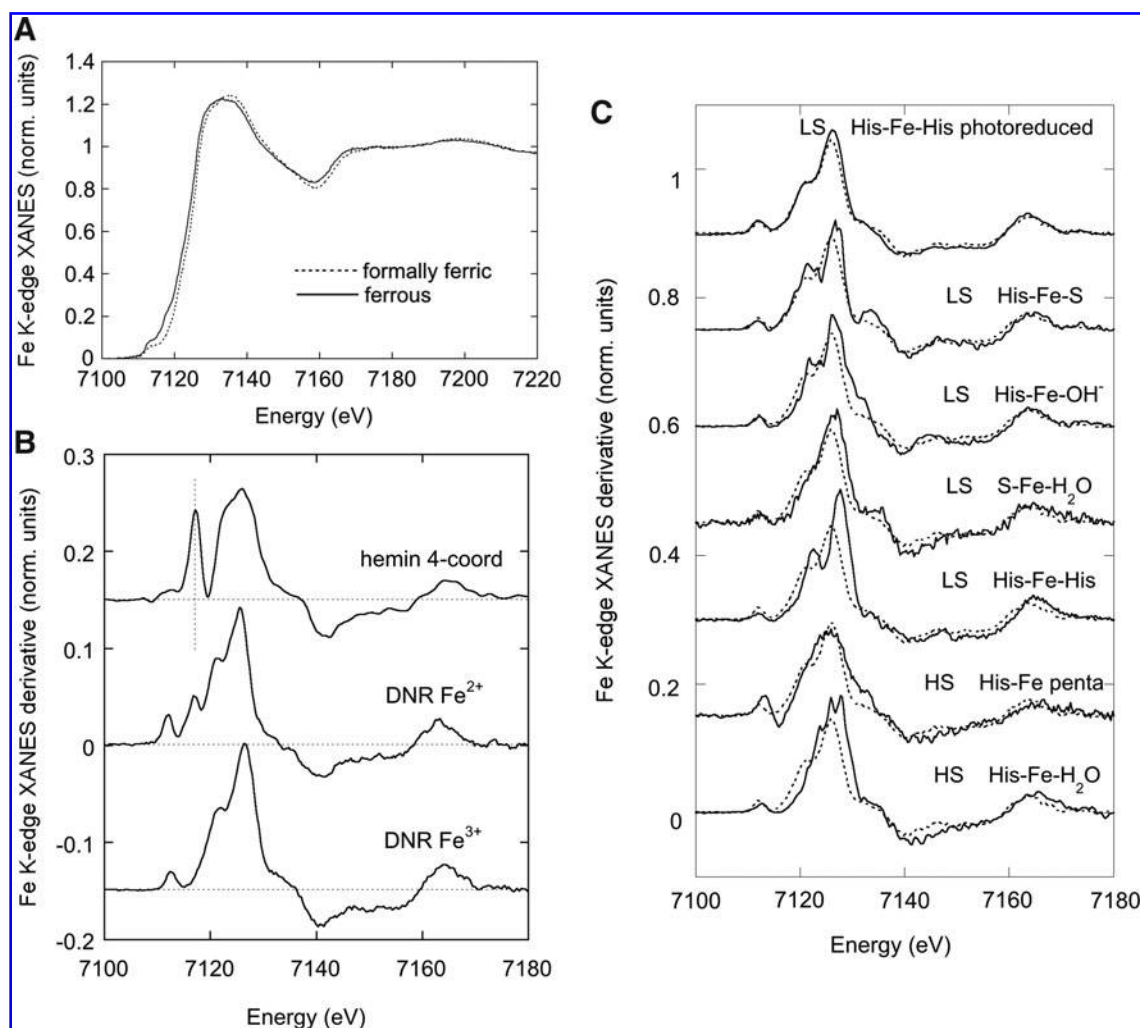 A
1.4
1.2
1
0.8
0.6
0.4
0.2
0
Fe K-edge XANES (norm. units)
formally ferric
ferrous
7100 7120 7140 7160 7180 7200 7220
Energy (eV)
B
0.3
0.2
0.1
0
-0.1
-0.2
Fe K-edge XANES derivative (norm. units)
hemin 4-coord
DNR Fe2+
DNR Fe3+
7100 7120 7140 7160 7180
Energy (eV)
C
1
0.8
0.6
0.4
0.2
0
Fe K-edge XANES derivative (norm. units)
LS His-Fe-His photoreduced
LS His-Fe-S
LS His-Fe-OH-
LS S-Fe-H2O
LS His-Fe-His
HS His-Fe penta
HS His-Fe-H2O
7100 7120 7140 7160 7180
Energy (eV)